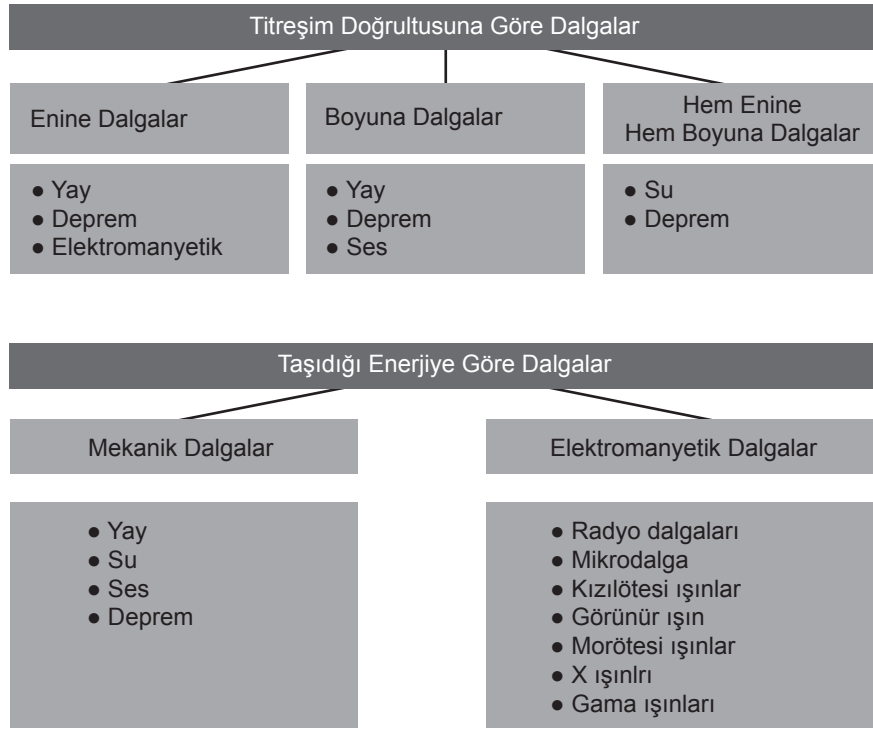 Titreşim Doğrultusuna Göre Dalgalar
Enine Dalgalar
● Yay
● Deprem
● Elektromanyetik
Boyuna Dalgalar
● Yay
● Deprem
● Ses
Hem Enine
Hem Boyuna Dalgalar
● Su
● Deprem
Taşıdığı Enerjiye Göre Dalgalar
Mekanik Dalgalar
● Yay
● Su
● Ses
● Deprem
Elektromanyetik Dalgalar
● Radyo dalgaları
● Mikrodalga
● Kızılötesi ışınlar
● Görünür ışın
● Morötesi ışınlar
● X ışınlrı
● Gama ışınları